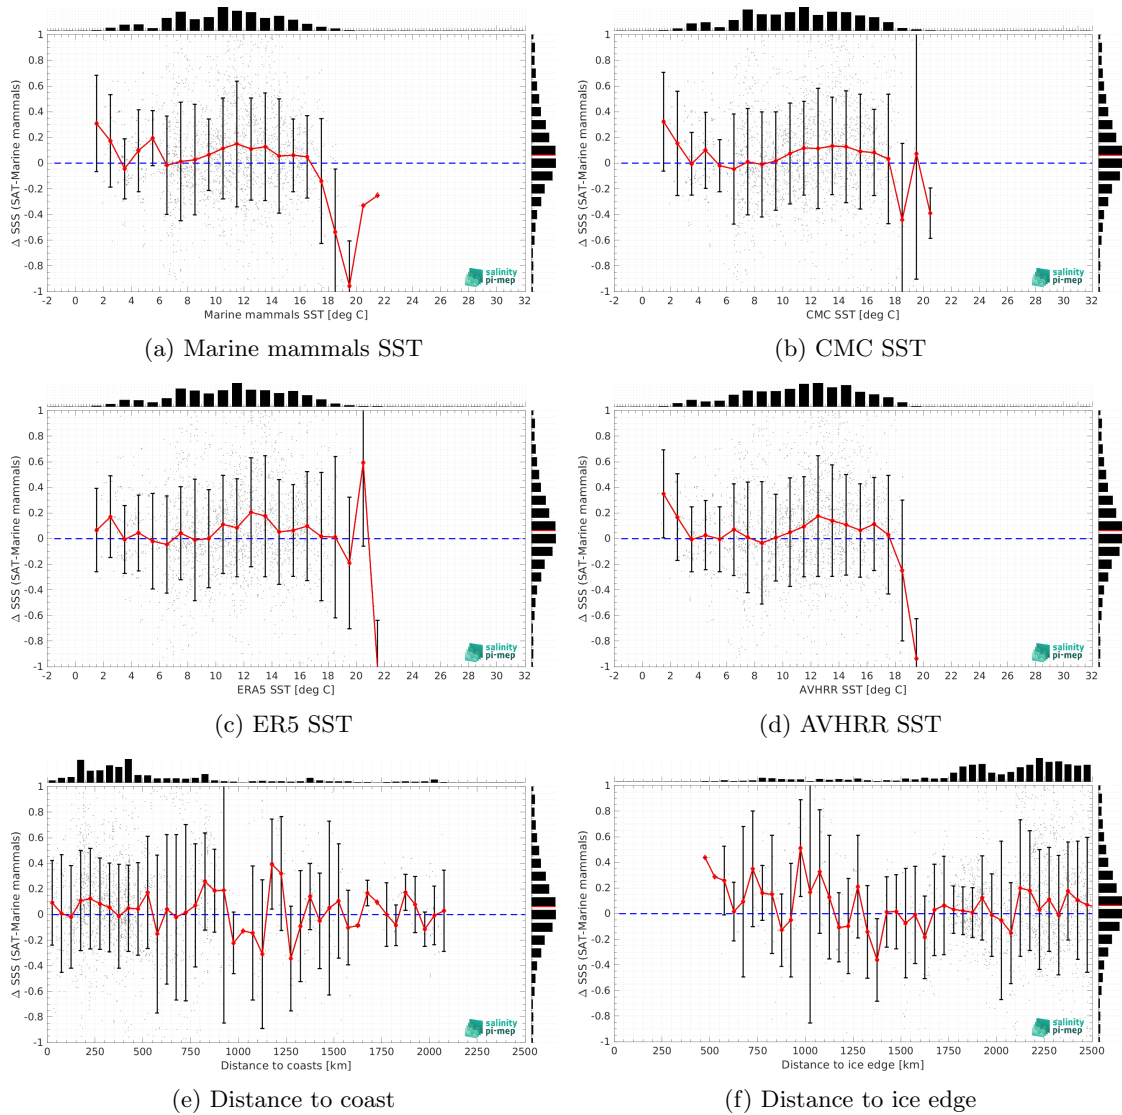 1
0.8
0.6
0.4
0.2
0
-0.2
-0.4
-0.6
-0.8
-1
Δ SSS (SAT-Marine mammals)
-2 0 2 4 6 8 10 12 14 16 18 20 22 24 26 28 30 32
Marine mammals SST [deg C]
salinity
pi-mep
(a) Marine mammals SST
1
0.8
0.6
0.4
0.2
0
-0.2
-0.4
-0.6
-0.8
-1
Δ SSS (SAT-Marine mammals)
-2 0 2 4 6 8 10 12 14 16 18 20 22 24 26 28 30 32
CMC SST [deg C]
salinity
pi-mep
(b) CMC SST
1
0.8
0.6
0.4
0.2
0
-0.2
-0.4
-0.6
-0.8
-1
Δ SSS (SAT-Marine mammals)
-2 0 2 4 6 8 10 12 14 16 18 20 22 24 26 28 30 32
ERA5 SST [deg C]
salinity
pi-mep
(c) ER5 SST
1
0.8
0.6
0.4
0.2
0
-0.2
-0.4
-0.6
-0.8
-1
Δ SSS (SAT-Marine mammals)
-2 0 2 4 6 8 10 12 14 16 18 20 22 24 26 28 30 32
AVHRR SST [deg C]
salinity
pi-mep
(d) AVHRR SST
1
0.8
0.6
0.4
0.2
0
-0.2
-0.4
-0.6
-0.8
-1
Δ SSS (SAT-Marine mammals)
0 250 500 750 1000 1250 1500 1750 2000 2250 2500
Distance to coasts [km]
salinity
pi-mep
(e) Distance to coast
1
0.8
0.6
0.4
0.2
0
-0.2
-0.4
-0.6
-0.8
-1
Δ SSS (SAT-Marine mammals)
0 250 500 750 1000 1250 1500 1750 2000 2250 2500
Distance to ice edge [km]
salinity
pi-mep
(f) Distance to ice edge